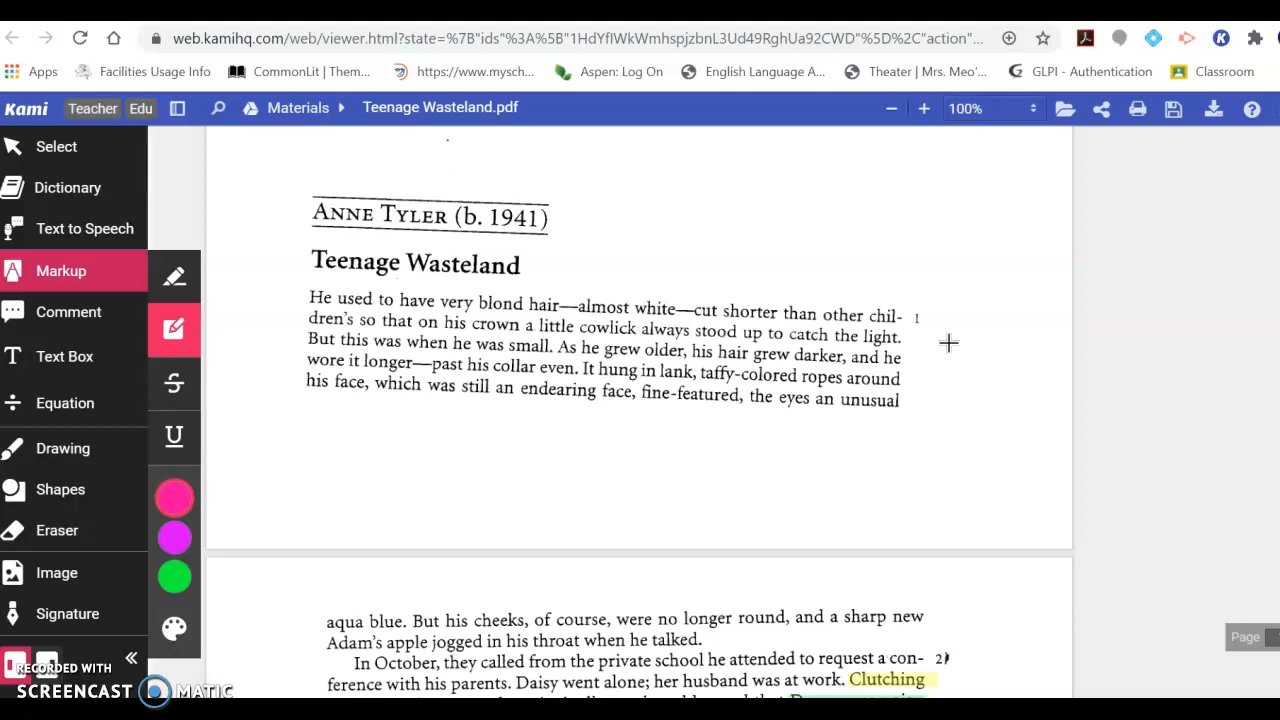 web.kamihq.com/web/viewer.html?state=%7B"ids"%3A%5B"1HdYfIWkWmhspjzbnL3Ud49RghUa92CWD"%5D%2C"action"...
Apps Facilities Usage Info CommonLit | Them... https://www.mysch... Aspen: Log On English Language A... Theater | Mrs. Meo'... GLPI - Authentication Classroom
Kami Teacher Edu Materials Teenage Wasteland.pdf 100%
Select
Dictionary
Text to Speech
Markup
Comment
Text Box
Equation
Drawing
Shapes
Eraser
Image
Signature
ANNE TYLER (b. 1941)
Teenage Wasteland
He used to have very blond hair—almost white—cut shorter than other chil- 1
dren's so that on his crown a little cowlick always stood up to catch the light.
But this was when he was small. As he grew older, his hair grew darker, and he
wore it longer—past his collar even. It hung in lank, taffy-colored ropes around
his face, which was still an endearing face, fine-featured, the eyes an unusual
aqua blue. But his cheeks, of course, were no longer round, and a sharp new
Adam's apple jogged in his throat when he talked.
In October, they called from the private school he attended to request a con- 2
ference with his parents. Daisy went alone; her husband was at work. Clutching
Page
RECORDED WITH
SCREENCAST MATIC